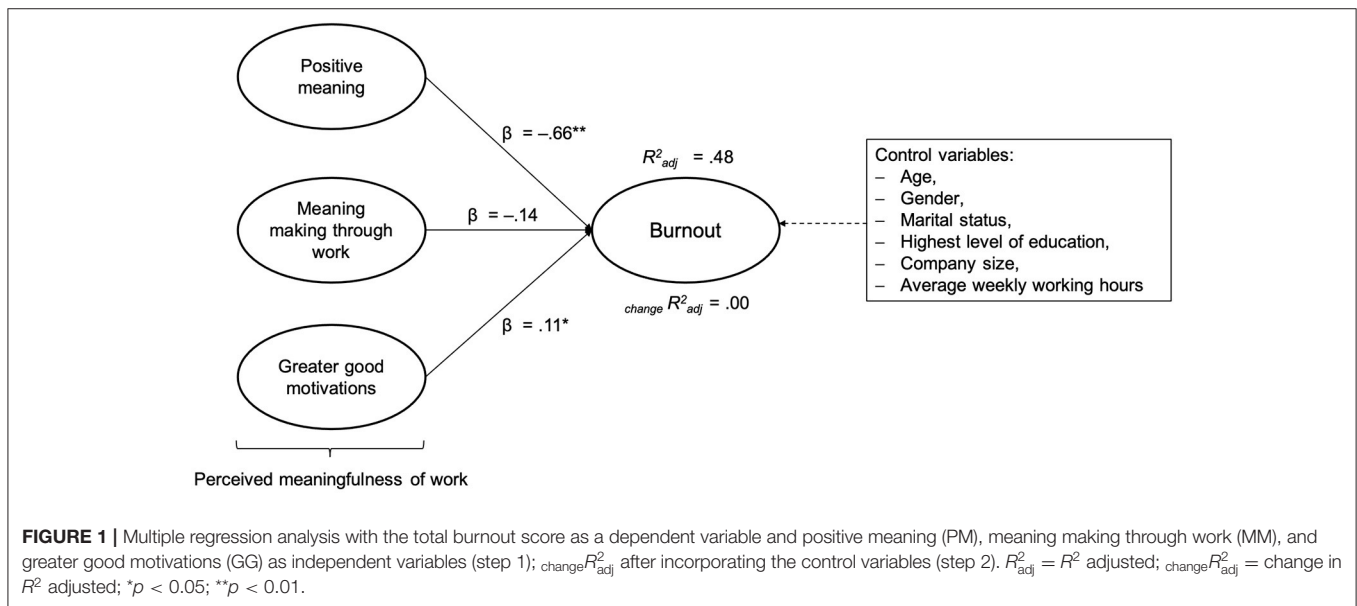 Positive
meaning
β = –.66**
R²adj = .48
Control variables:
– Age,
– Gender,
– Marital status,
– Highest level of education,
– Company size,
– Average weekly working hours
Meaning
making through
work
β = –.14
Burnout
change R²adj = .00
β = .11*
Greater good
motivations
Perceived meaningfulness of work
FIGURE 1 | Multiple regression analysis with the total burnout score as a dependent variable and positive meaning (PM), meaning making through work (MM), and
greater good motivations (GG) as independent variables (step 1); changeR²adj after incorporating the control variables (step 2). R²adj = R² adjusted; changeR²adj = change in
R² adjusted; *p < 0.05; **p < 0.01.